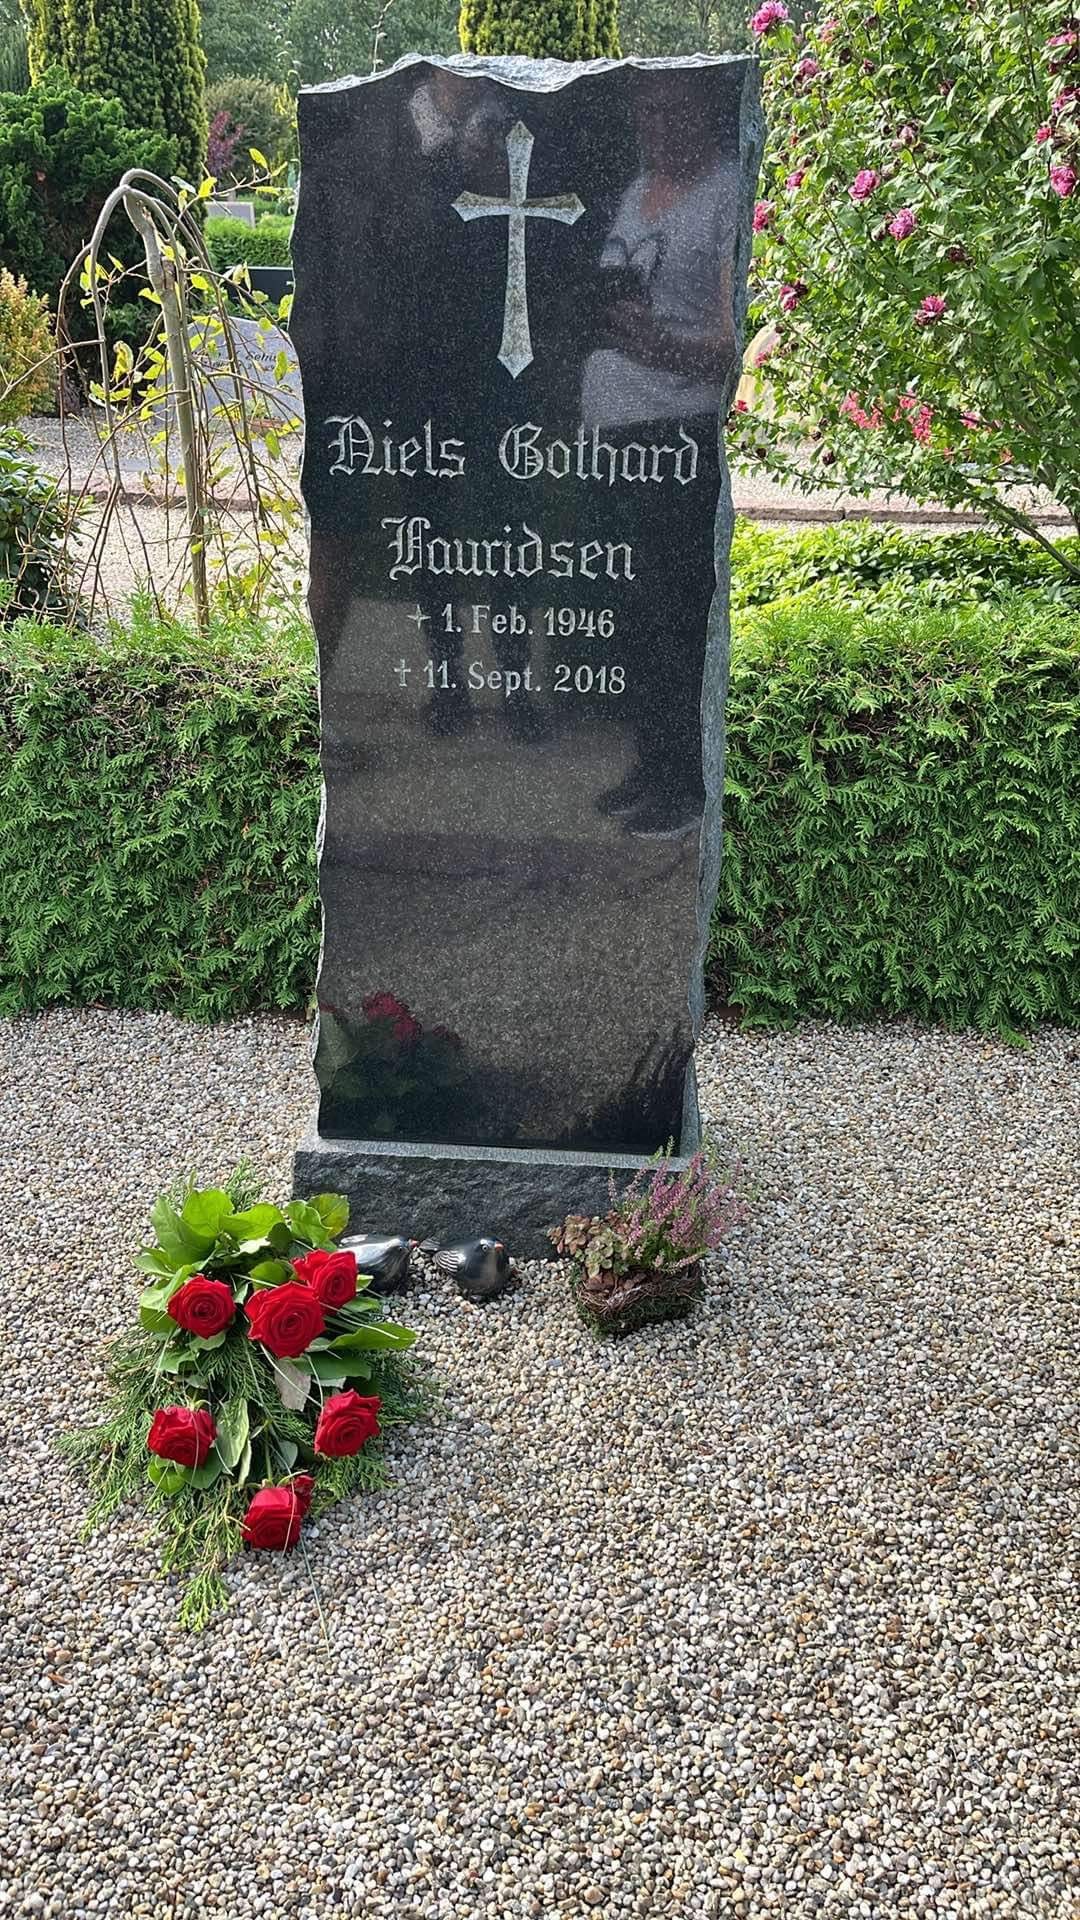 Niels Gothard
Lauridsen
✦ 1. Feb. 1946
✝ 11. Sept. 2018